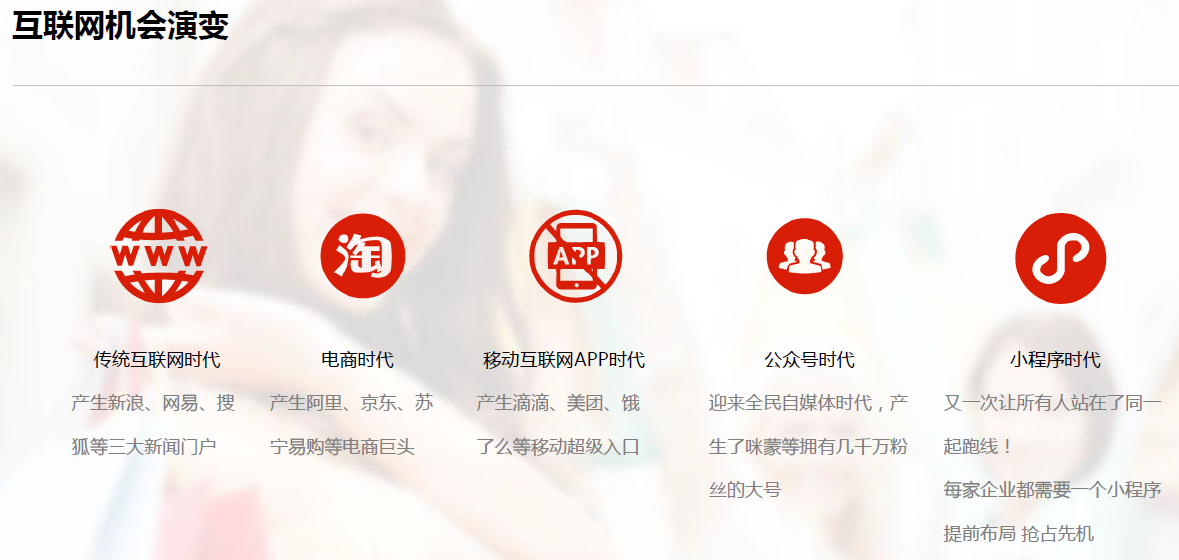 互联网机会演变
WWW
淘
APP
传统互联网时代
产生新浪、网易、搜
狐等三大新闻门户
电商时代
产生阿里、京东、苏
宁易购等电商巨头
移动互联网APP时代
产生滴滴、美团、饿
了么等移动超级入口
公众号时代
迎来全民自媒体时代，产
生了咪蒙等拥有几千万粉
丝的大号
小程序时代
又一次让所有人站在了同一
起跑线！
每家企业都需要一个小程序
提前布局 抢占先机